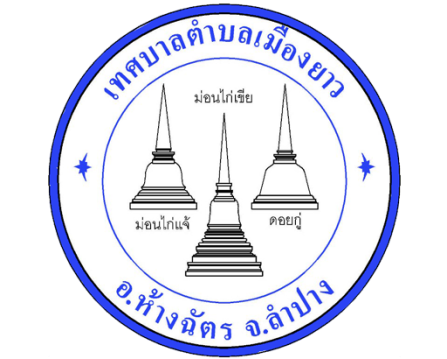 เทศบาลตำบลเมืองยาว
ม่อนไก่เขีย
ม่อนไก่แจ้
ดอยกู่
อ.ห้างฉัตร จ.ลำปาง